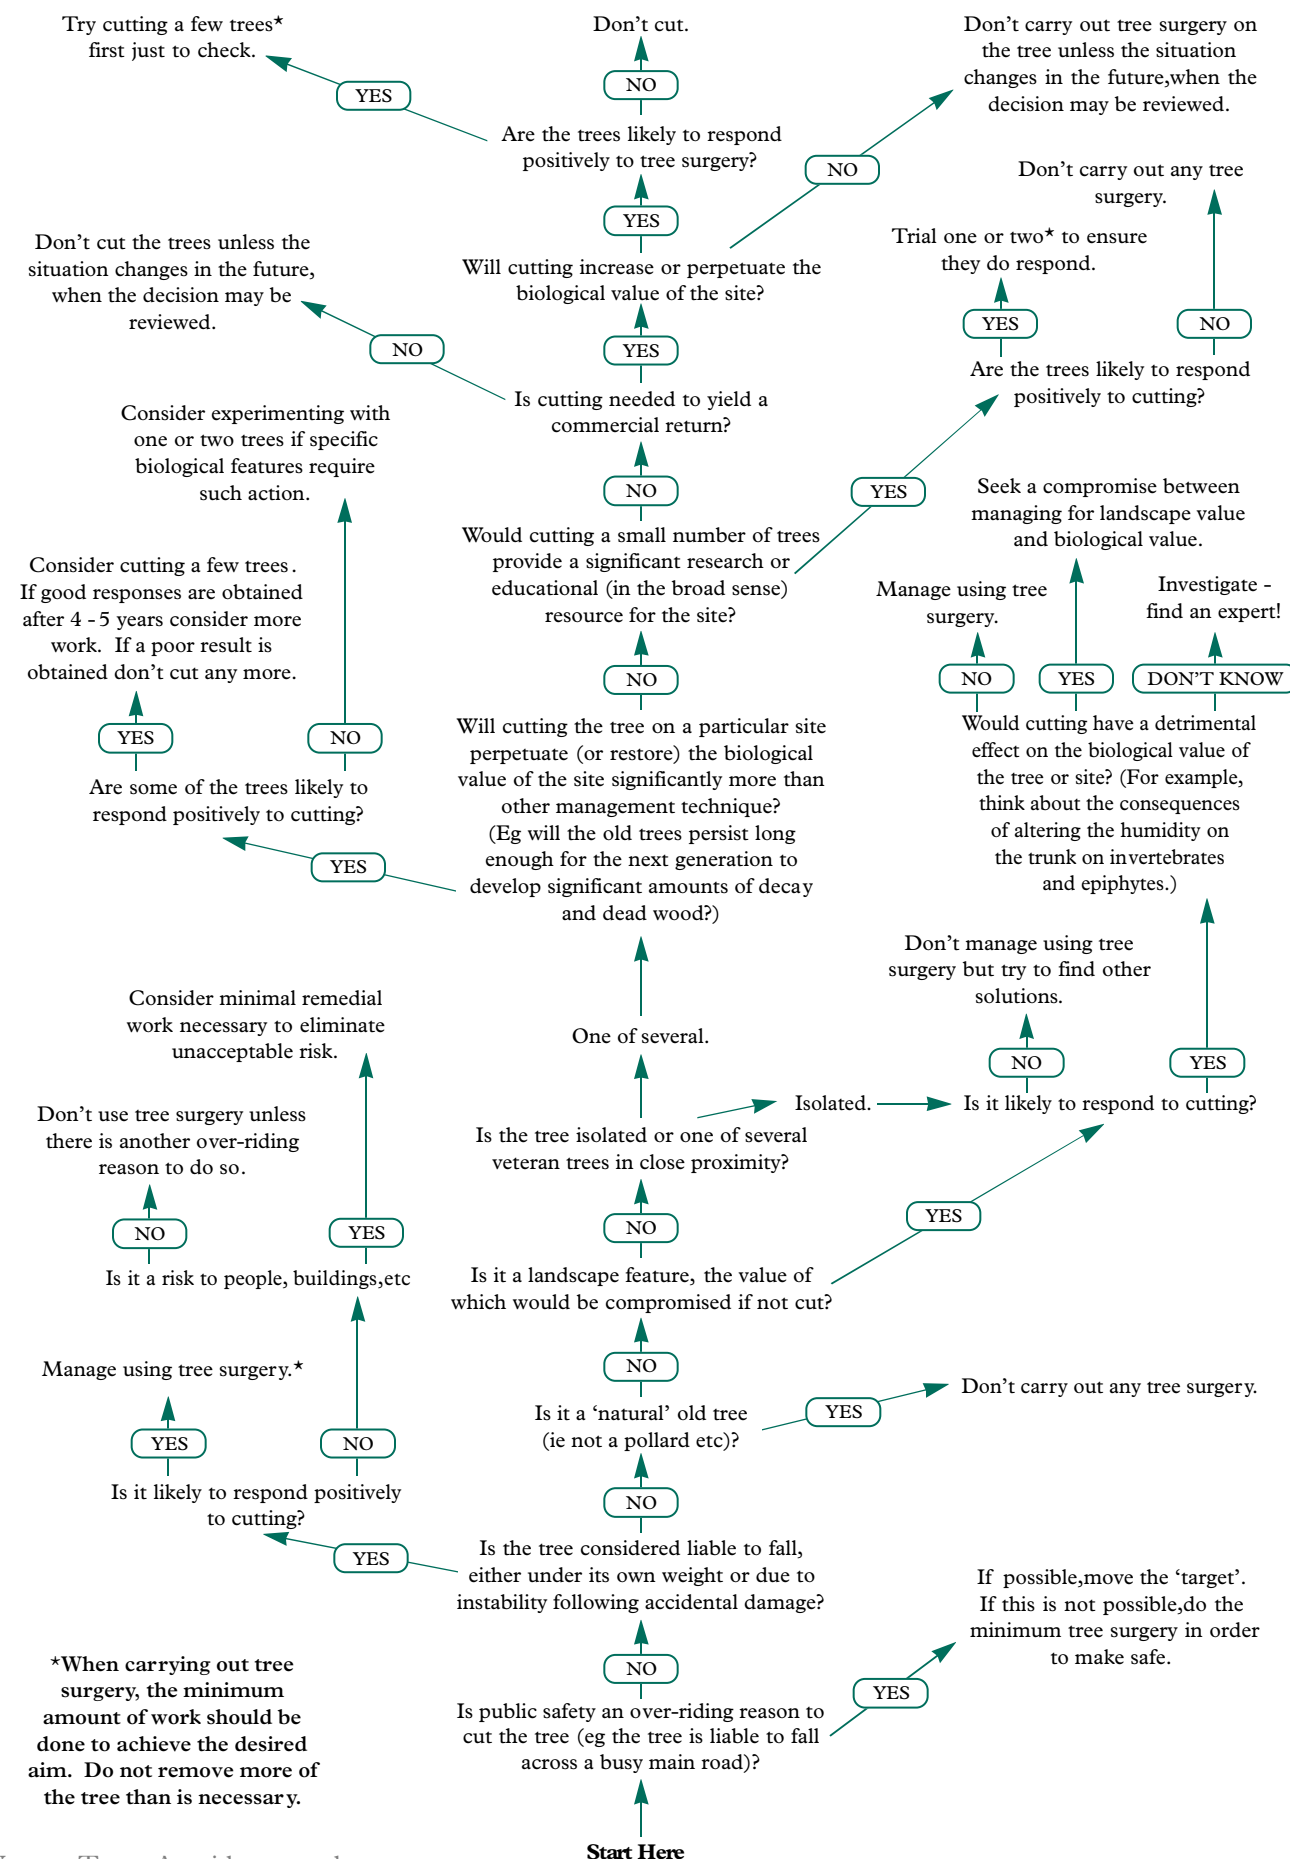 Try cutting a few trees*
first just to check.
YES
Don't cut.
NO
Don't carry out tree surgery on
the tree unless the situation
changes in the future,when the
decision may be reviewed.
Are the trees likely to respond
positively to tree surgery?
NO
Don't carry out any tree
surgery.
YES
Trial one or two* to ensure
they do respond.
Don't cut the trees unless the
situation changes in the future,
when the decision may be
reviewed.
Will cutting increase or perpetuate the
biological value of the site?
YES
NO
NO
YES
Are the trees likely to respond
positively to cutting?
Is cutting needed to yield a
commercial return?
Consider experimenting with
one or two trees if specific
biological features require
such action.
NO
YES
Seek a compromise between
managing for landscape value
and biological value.
Would cutting a small number of trees
provide a significant research or
educational (in the broad sense)
resource for the site?
Consider cutting a few trees.
If good responses are obtained
after 4 - 5 years consider more
work. If a poor result is
obtained don't cut any more.
Manage using tree
surgery.
Investigate -
find an expert!
NO
NO
YES
DON'T KNOW
YES
NO
Will cutting the tree on a particular site
perpetuate (or restore) the biological
value of the site significantly more than
other management technique?
(Eg will the old trees persist long
enough for the next generation to
develop significant amounts of decay
and dead wood?)
Would cutting have a detrimental
effect on the biological value of
the tree or site? (For example,
think about the consequences
of altering the humidity on
the trunk on invertebrates
and epiphytes.)
Are some of the trees likely to
respond positively to cutting?
YES
Don't manage using tree
surgery but try to find other
solutions.
Consider minimal remedial
work necessary to eliminate
unacceptable risk.
One of several.
NO
YES
Isolated.
Is it likely to respond to cutting?
Don't use tree surgery unless
there is another over-riding
reason to do so.
Is the tree isolated or one of several
veteran trees in close proximity?
NO
YES
NO
YES
Is it a risk to people, buildings,etc
Is it a landscape feature, the value of
which would be compromised if not cut?
Manage using tree surgery.*
NO
Don't carry out any tree surgery.
YES
Is it a ‘natural’ old tree
(ie not a pollard etc)?
YES
NO
Is it likely to respond positively
to cutting?
NO
YES
Is the tree considered liable to fall,
either under its own weight or due to
instability following accidental damage?
If possible,move the ‘target’.
If this is not possible,do the
minimum tree surgery in order
to make safe.
NO
YES
*When carrying out tree
surgery, the minimum
amount of work should be
done to achieve the desired
aim. Do not remove more of
the tree than is necessary.
Is public safety an over-riding reason to
cut the tree (eg the tree is liable to fall
across a busy main road)?
Start Here